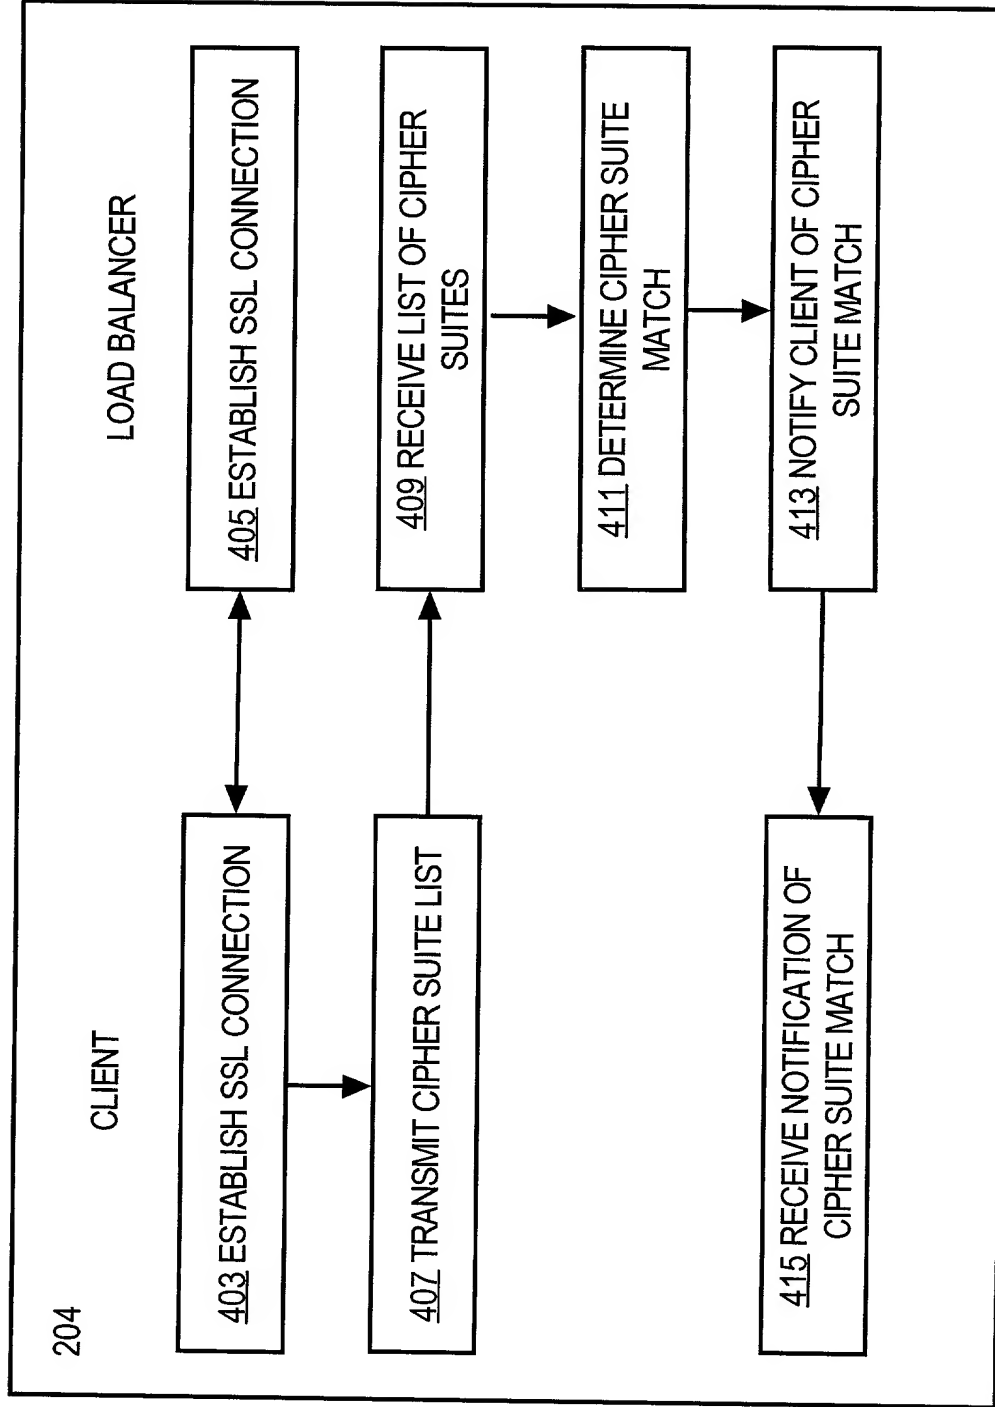 204
CLIENT
LOAD BALANCER
403 ESTABLISH SSL CONNECTION
405 ESTABLISH SSL CONNECTION
407 TRANSMIT CIPHER SUITE LIST
409 RECEIVE LIST OF CIPHER
SUITES
411 DETERMINE CIPHER SUITE
MATCH
413 NOTIFY CLIENT OF CIPHER
SUITE MATCH
415 RECEIVE NOTIFICATION OF
CIPHER SUITE MATCH